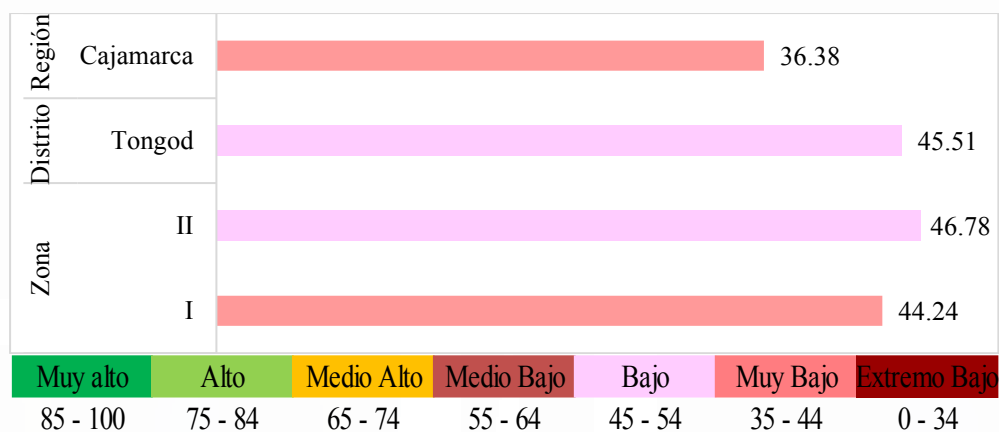 Región
Cajamarca
36.38
Distrito
Tongod
45.51
Zona
II
46.78
I
44.24
Muy alto Alto Medio Alto Medio Bajo Bajo Muy Bajo Extremo Bajo
85 - 100 75 - 84 65 - 74 55 - 64 45 - 54 35 - 44 0 - 34